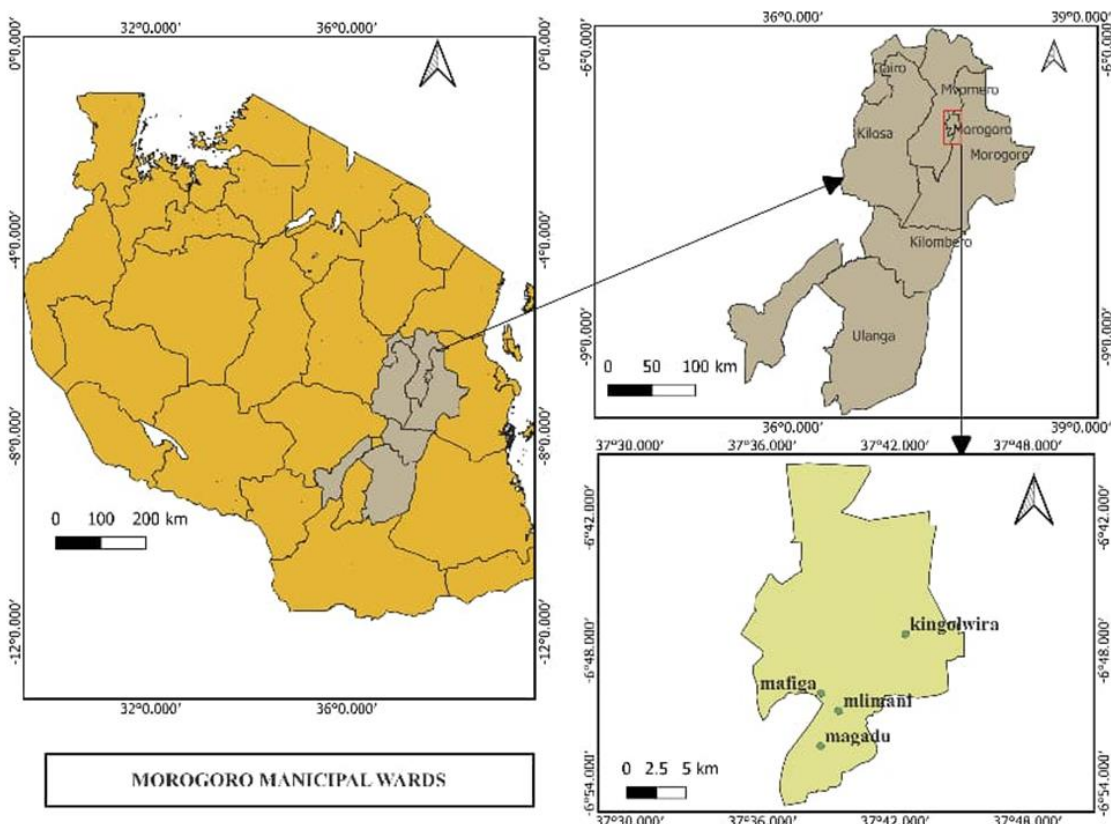 32°0.000′ 36°0.000′
0°0.000′
0°0.000′
-4°0.000′
-4°0.000′
-8°0.000′
-8°0.000′
-12°0.000′
-12°0.000′
0 100 200 km
32°0.000′ 36°0.000′
MOROGORO MANICIPAL WARDS
36°0.000′ 39°0.000′
-6°0.000′
-6°0.000′
Mvomero
Kilosa
Morogoro
Morogoro
Kilombero
Ulanga
-9°0.000′
-9°0.000′
0 50 100 km
36°0.000′ 39°0.000′
37°30.000′ 37°36.000′ 37°42.000′ 37°48.000′
-6°42.000′
-6°42.000′
kingolwira
-6°48.000′
-6°48.000′
mafiga
mlimani
magadu
0 2.5 5 km
-6°54.000′
-6°54.000′
37°30.000′ 37°36.000′ 37°42.000′ 37°48.000′